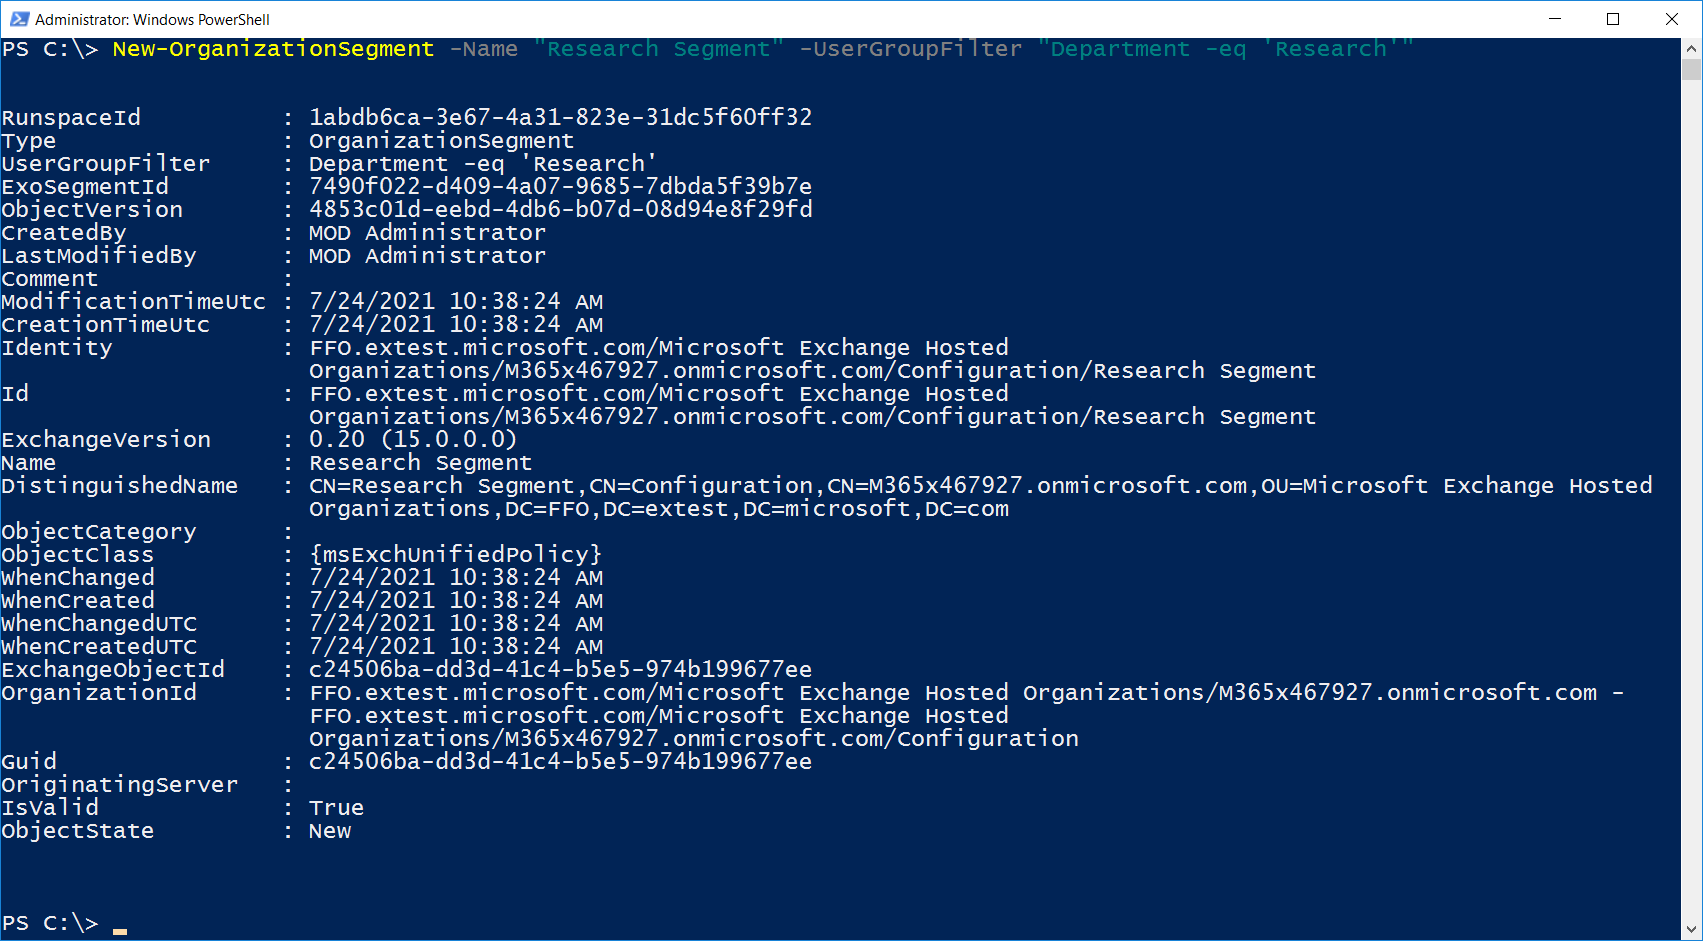 Administrator: Windows PowerShell
PS C:\> New-OrganizationSegment -Name "Research Segment" -UserGroupFilter "Department -eq 'Research'"
RunspaceId : 1abdb6ca-3e67-4a31-823e-31dc5f60ff32
Type : OrganizationSegment
UserGroupFilter : Department -eq 'Research'
ExoSegmentId : 7490f022-d409-4a07-9685-7dbda5f39b7e
ObjectVersion : 4853c01d-eebd-4db6-b07d-08d94e8f29fd
CreatedBy : MOD Administrator
LastModifiedBy : MOD Administrator
Comment :
ModificationTimeUtc : 7/24/2021 10:38:24 AM
CreationTimeUtc : 7/24/2021 10:38:24 AM
Identity : FFO.extest.microsoft.com/Microsoft Exchange Hosted
Organizations/M365x467927.onmicrosoft.com/Configuration/Research Segment
Id : FFO.extest.microsoft.com/Microsoft Exchange Hosted
Organizations/M365x467927.onmicrosoft.com/Configuration/Research Segment
ExchangeVersion : 0.20 (15.0.0.0)
Name : Research Segment
DistinguishedName : CN=Research Segment,CN=Configuration,CN=M365x467927.onmicrosoft.com,OU=Microsoft Exchange Hosted
Organizations,DC=FFO,DC=extest,DC=microsoft,DC=com
ObjectCategory :
ObjectClass : {msExchUnifiedPolicy}
WhenChanged : 7/24/2021 10:38:24 AM
WhenCreated : 7/24/2021 10:38:24 AM
WhenChangedUTC : 7/24/2021 10:38:24 AM
WhenCreatedUTC : 7/24/2021 10:38:24 AM
ExchangeObjectId : c24506ba-dd3d-41c4-b5e5-974b199677ee
OrganizationId : FFO.extest.microsoft.com/Microsoft Exchange Hosted Organizations/M365x467927.onmicrosoft.com -
FFO.extest.microsoft.com/Microsoft Exchange Hosted
Organizations/M365x467927.onmicrosoft.com/Configuration
Guid : c24506ba-dd3d-41c4-b5e5-974b199677ee
OriginatingServer :
IsValid : True
ObjectState : New
PS C:\>